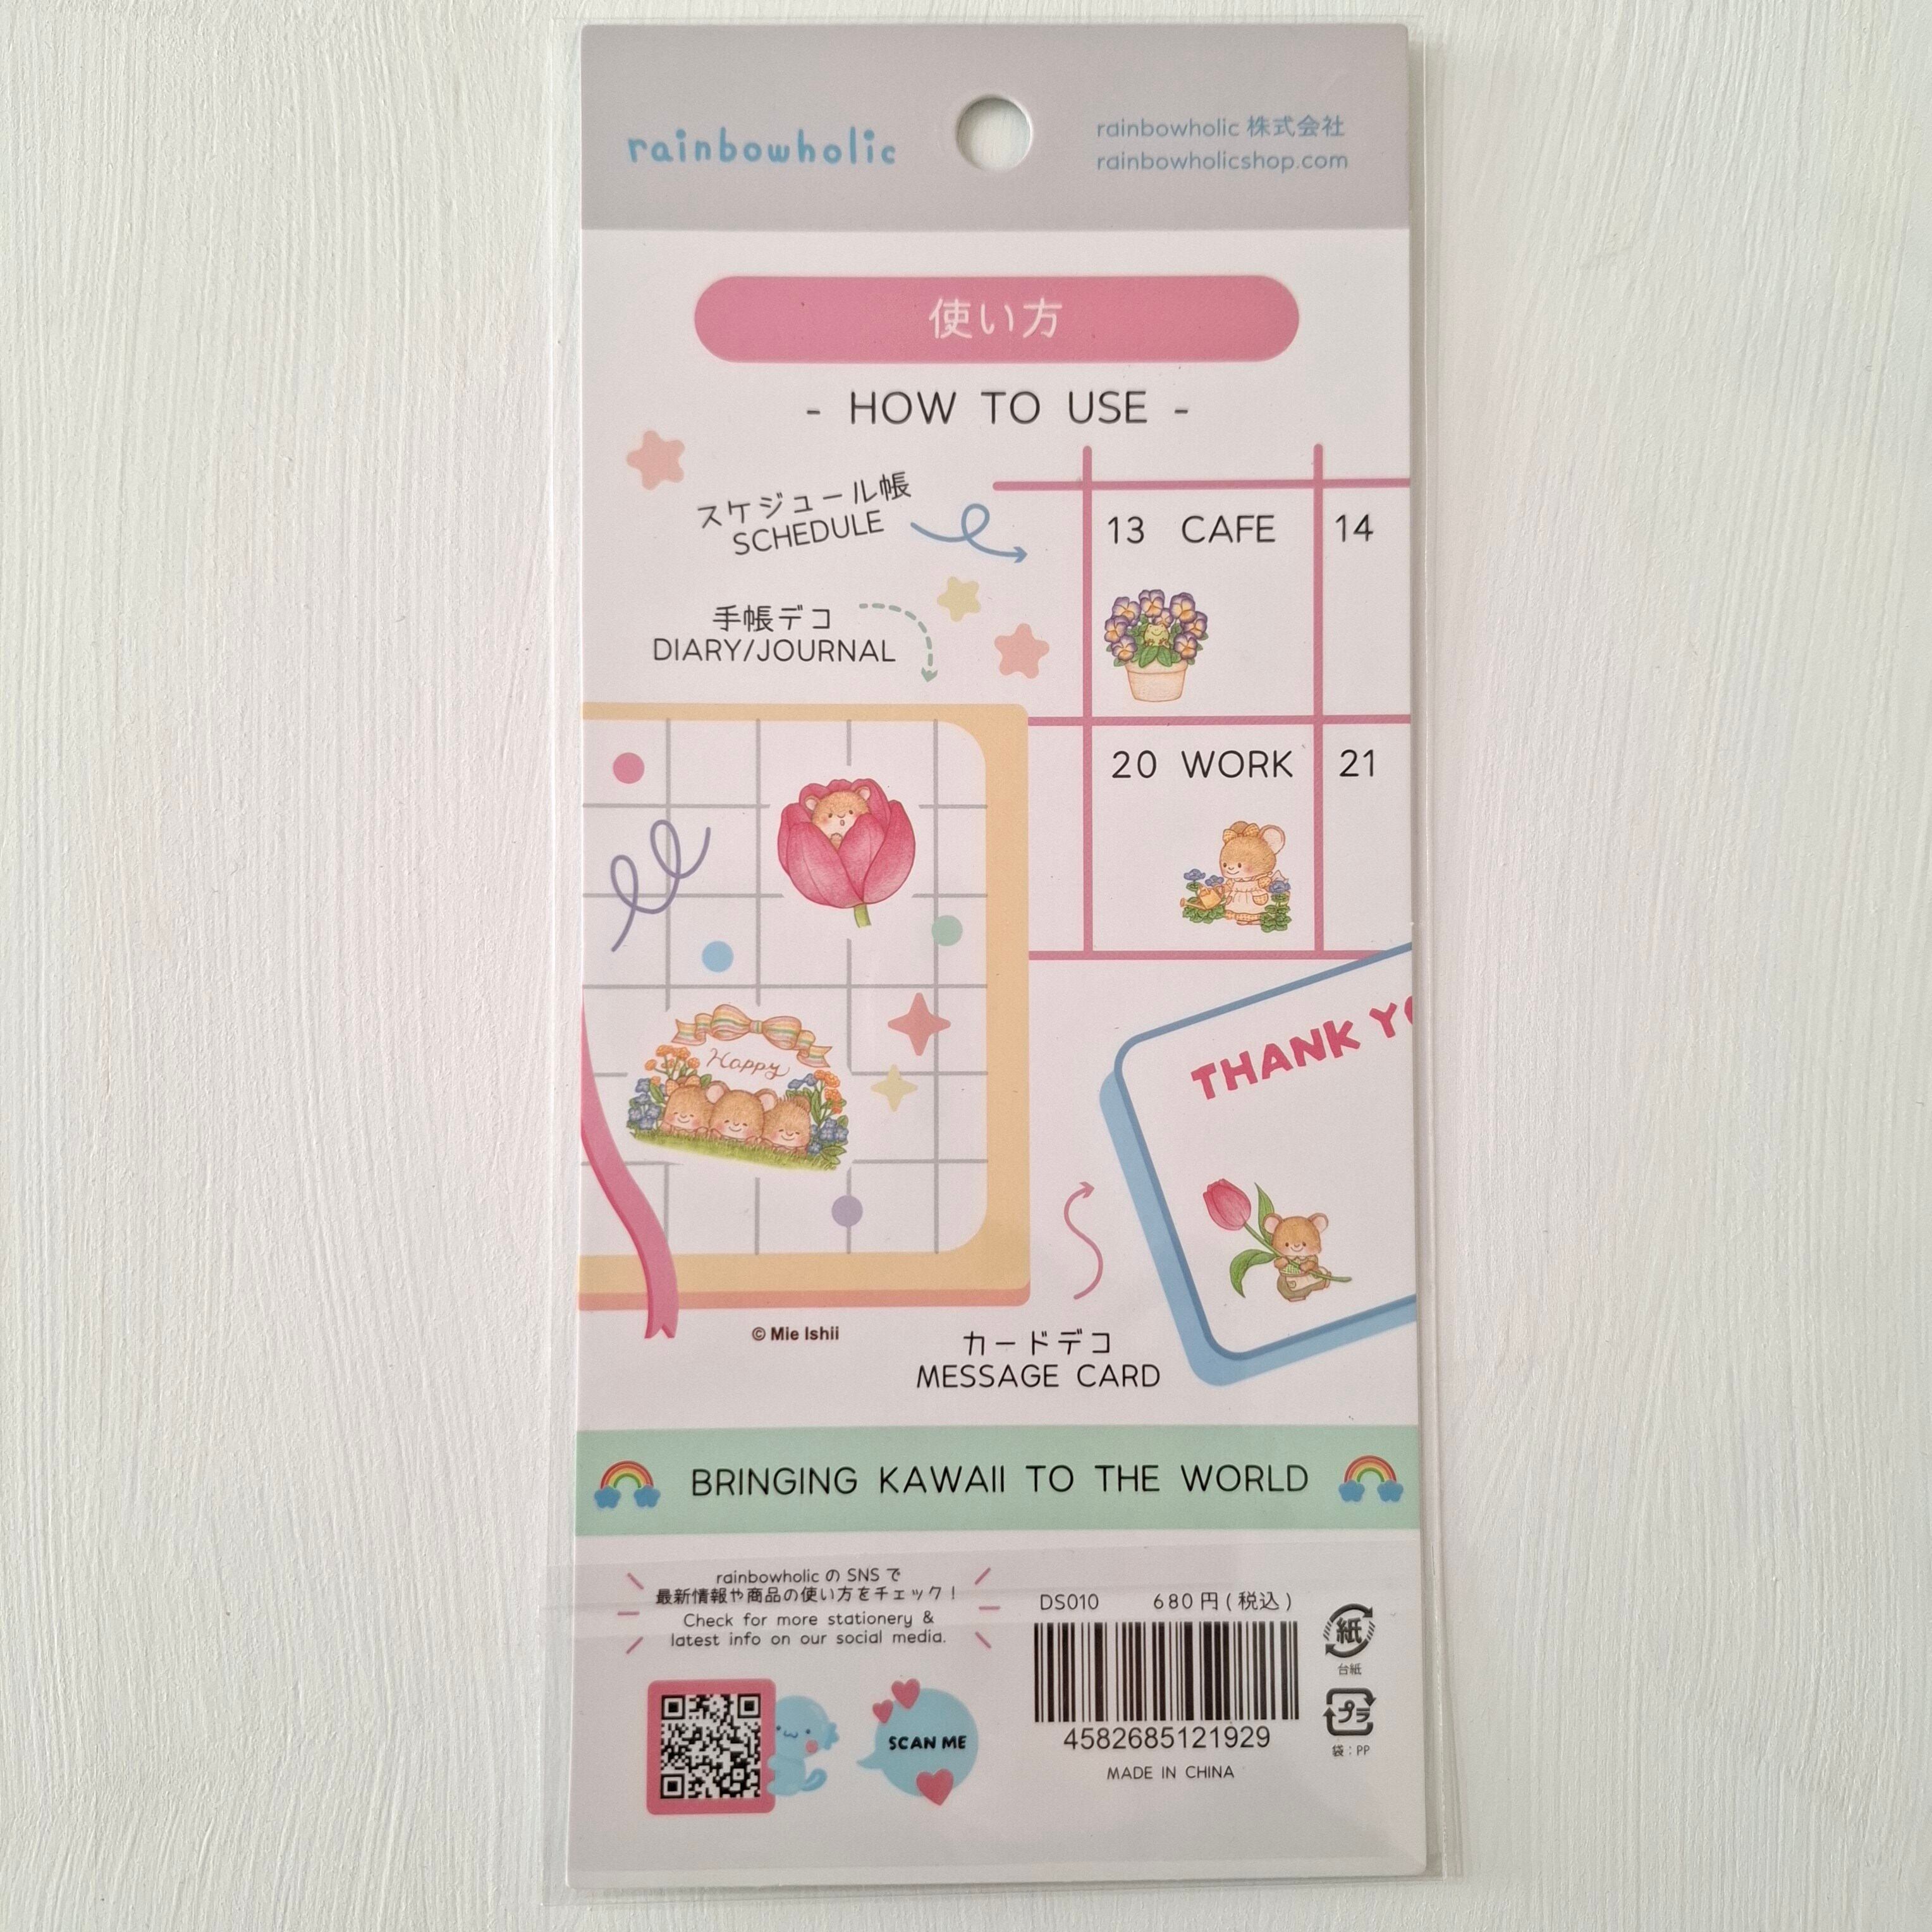 rainbowholic
rainbowholic 株式会社
rainbowholicshop.com
使い方
- HOW TO USE -
スケジュール帳
SCHEDULE
13 CAFE
14
手帳デコ
DIARY/JOURNAL
20 WORK
21
Happy
THANK YO
© Mie Ishii
カードデコ
MESSAGE CARD
BRINGING KAWAII TO THE WORLD
rainbowholic の SNS で
最新情報や商品の使い方をチェック！
Check for more stationery &
latest info on our social media.
SCAN ME
DS010 680円(税込)
4582685121929
MADE IN CHINA
紙
台紙
プラ
袋：PP